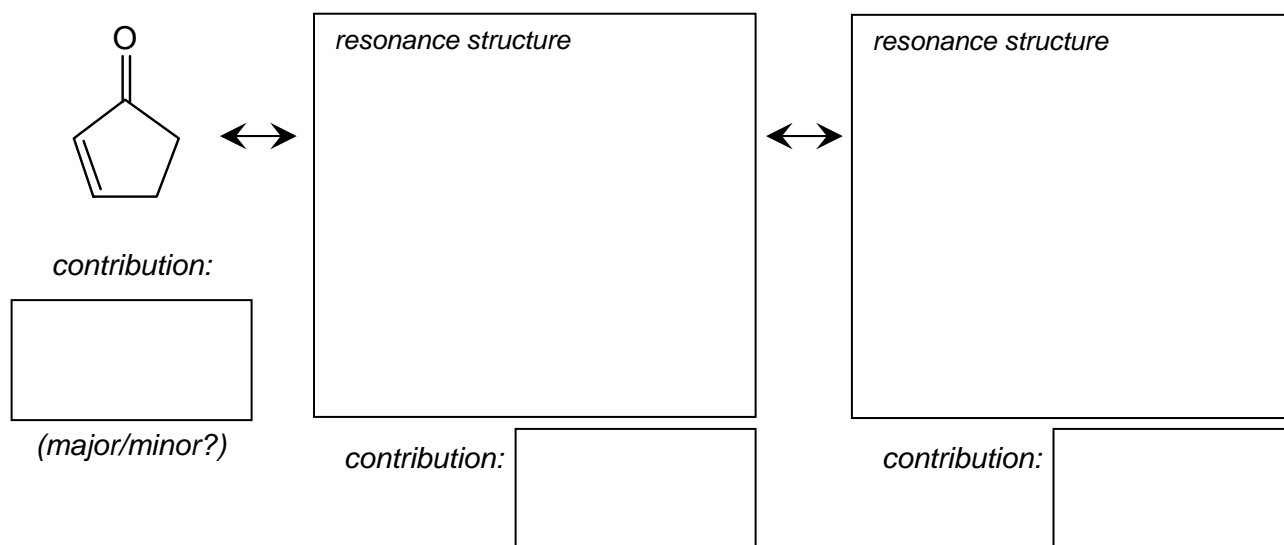 O
resonance structure
resonance structure
contribution:
(major/minor?)
contribution:
contribution: